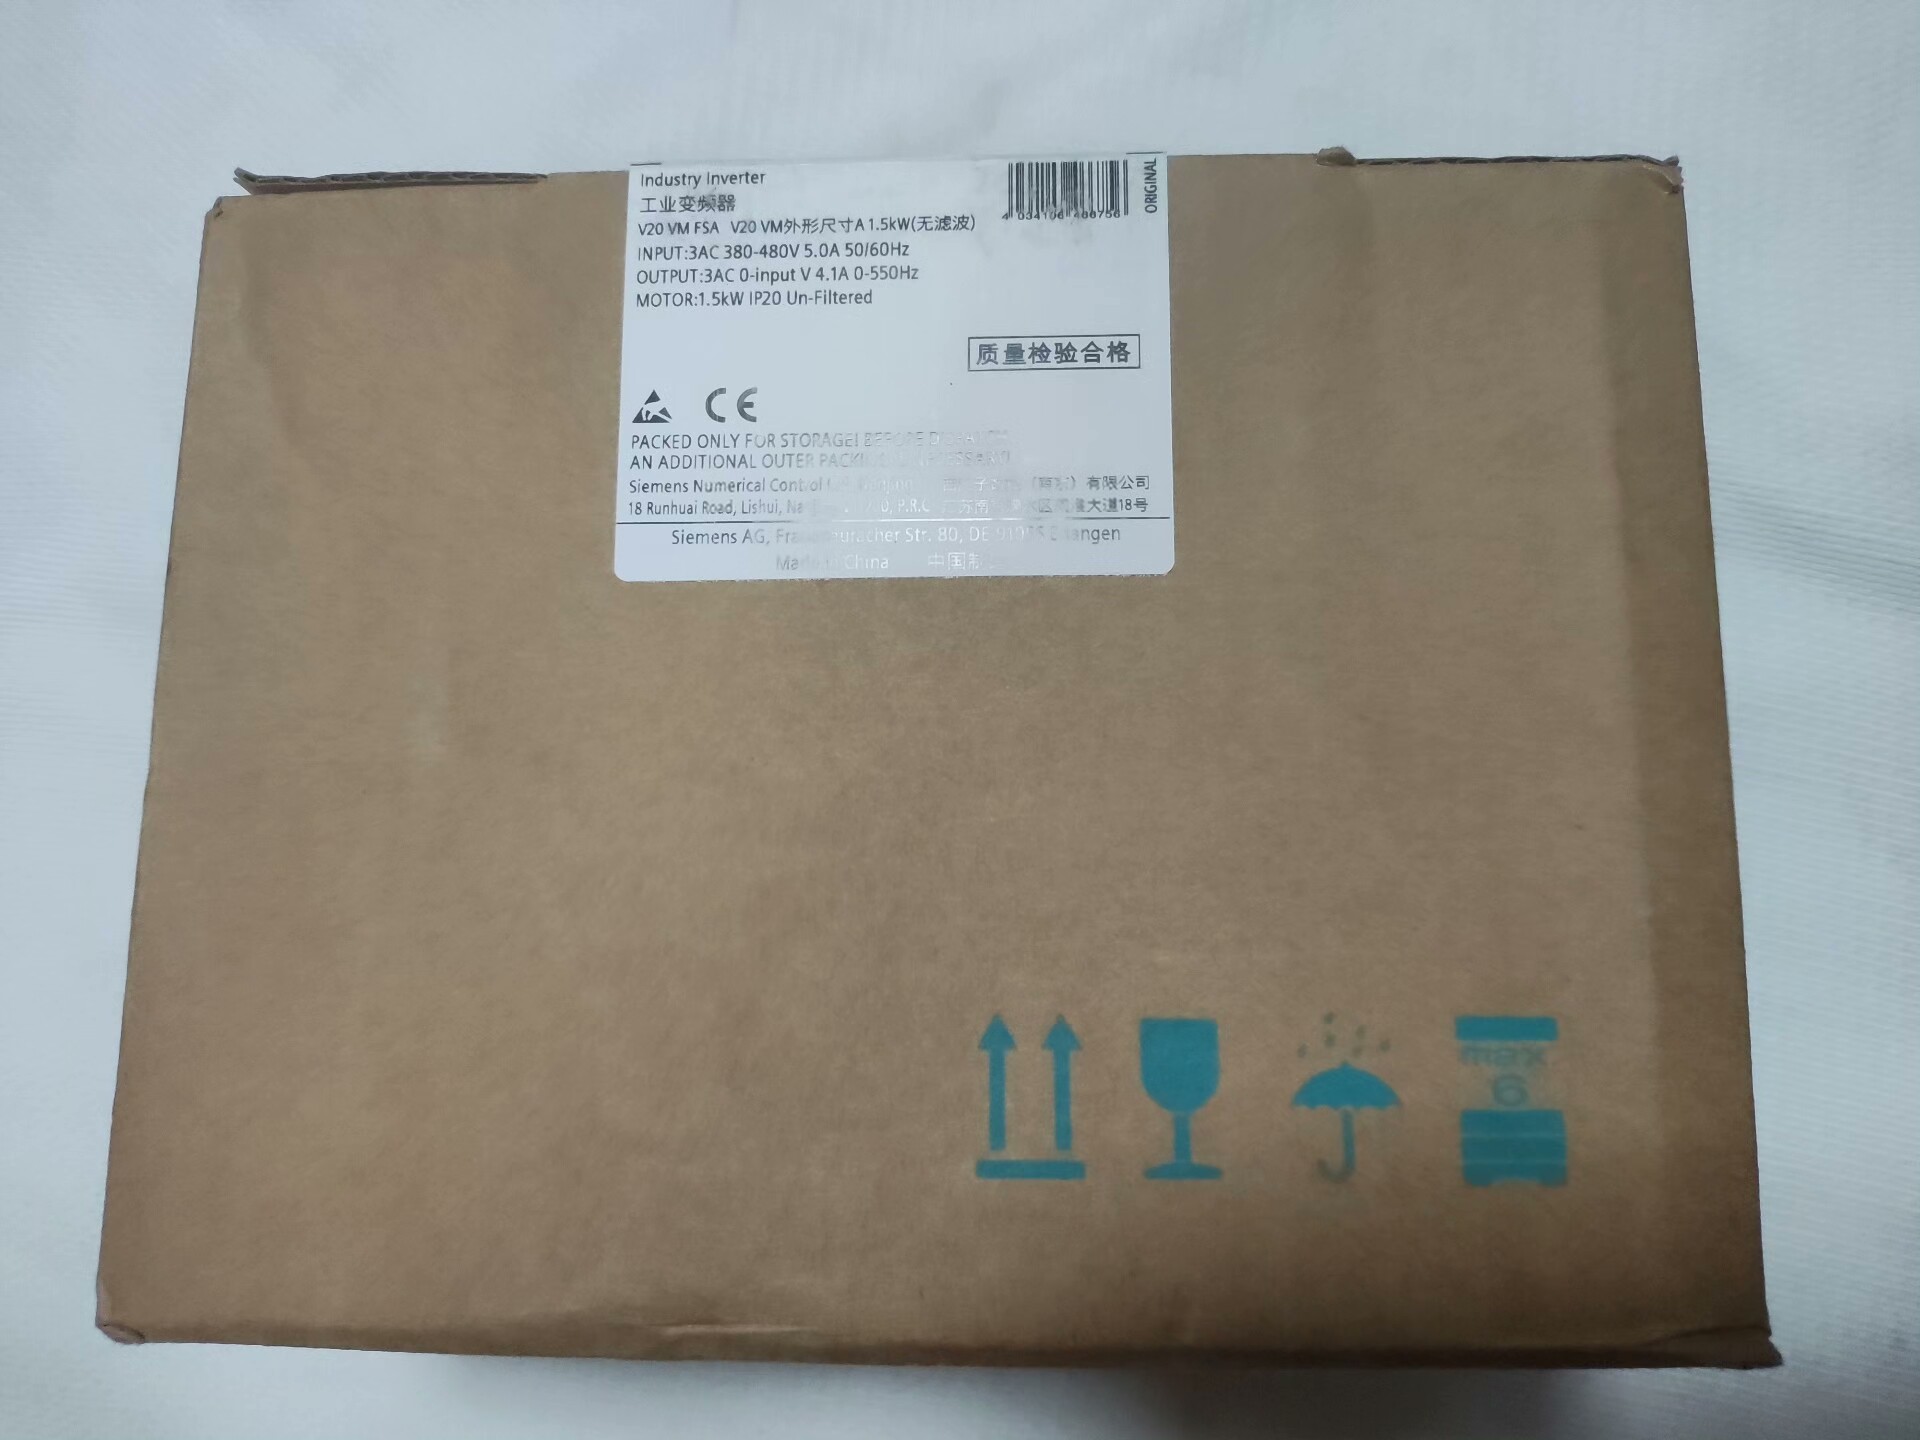 Industry Inverter
工业变频器
V20 VM FSA V20 VM外形尺寸A 1.5kW(无滤波)
INPUT:3AC 380-480V 5.0A 50/60Hz
OUTPUT:3AC 0-input V 4.1A 0-550Hz
MOTOR:1.5kW IP20 Un-Filtered
ORIGINAL
质量检验合格
CE
PACKED ONLY FOR STORAGE! BEFORE
AN ADDITIONAL OUTER
Siemens Numerical Control 有限公司
18 Runhuai Road, Lishui, P.R.C 大道18号
Siemens AG, Str. 80, DE
China 中国
max
6